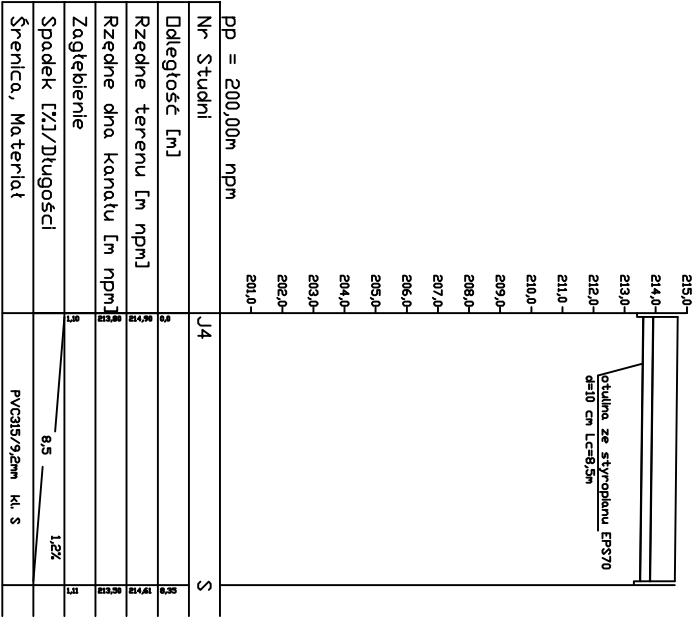 215,0
214,0
213,0
212,0
211,0
210,0
209,0
208,0
207,0
206,0
205,0
204,0
203,0
202,0
201,0
otulina ze styropianu EPS70
d=10 cm Lc=8,5m
pp = 200,00m npm
Nr Studni J4 S
Odległość [m] 0,0 8,35
Rzędne terenu [m npm] 214,90 214,61
Rzędne dna kanału [m npm] 213,80 213,50
Zagłębienie 1,10 1,11
Spadek [%]/Długości 8,5 1,2%
Śrenica, Materiał PVC315/9,2mm kl. S